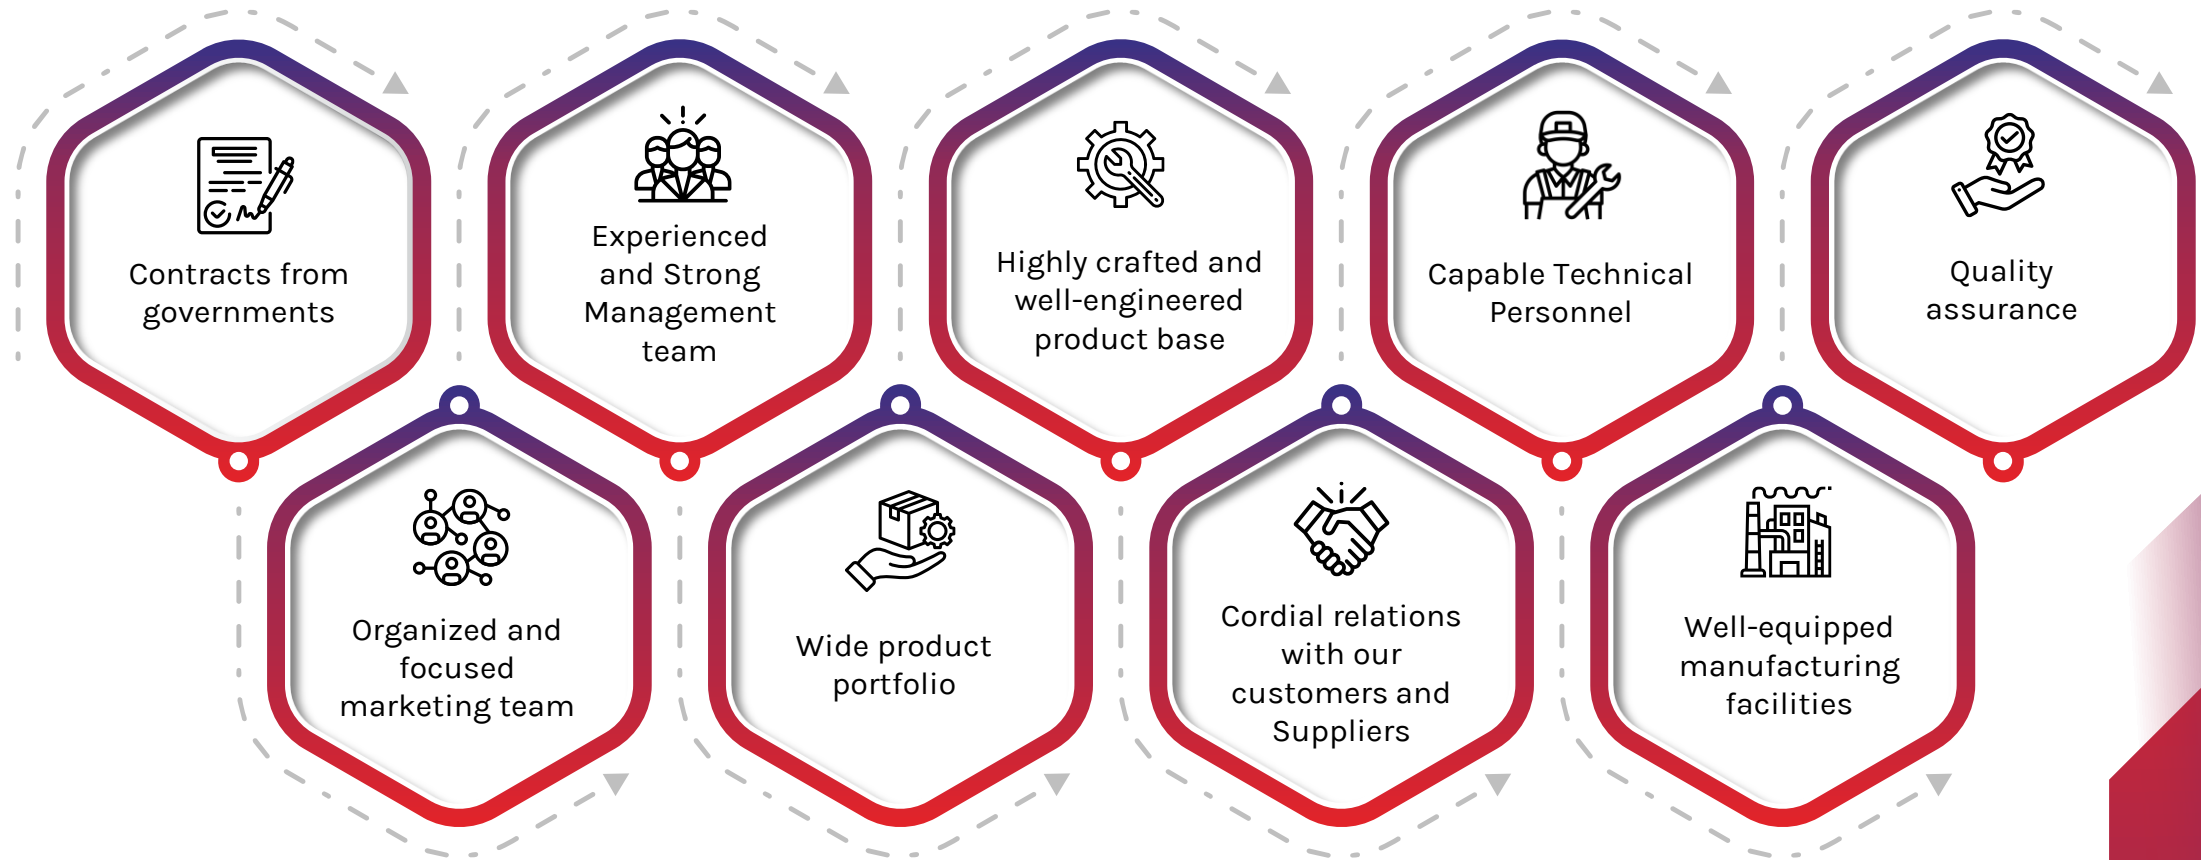 Contracts from
governments
Experienced
and Strong
Management
team
Highly crafted and
well-engineered
product base
Capable Technical
Personnel
Quality
assurance
Organized and
focused
marketing team
Wide product
portfolio
Cordial relations
with our
customers and
Suppliers
Well-equipped
manufacturing
facilities